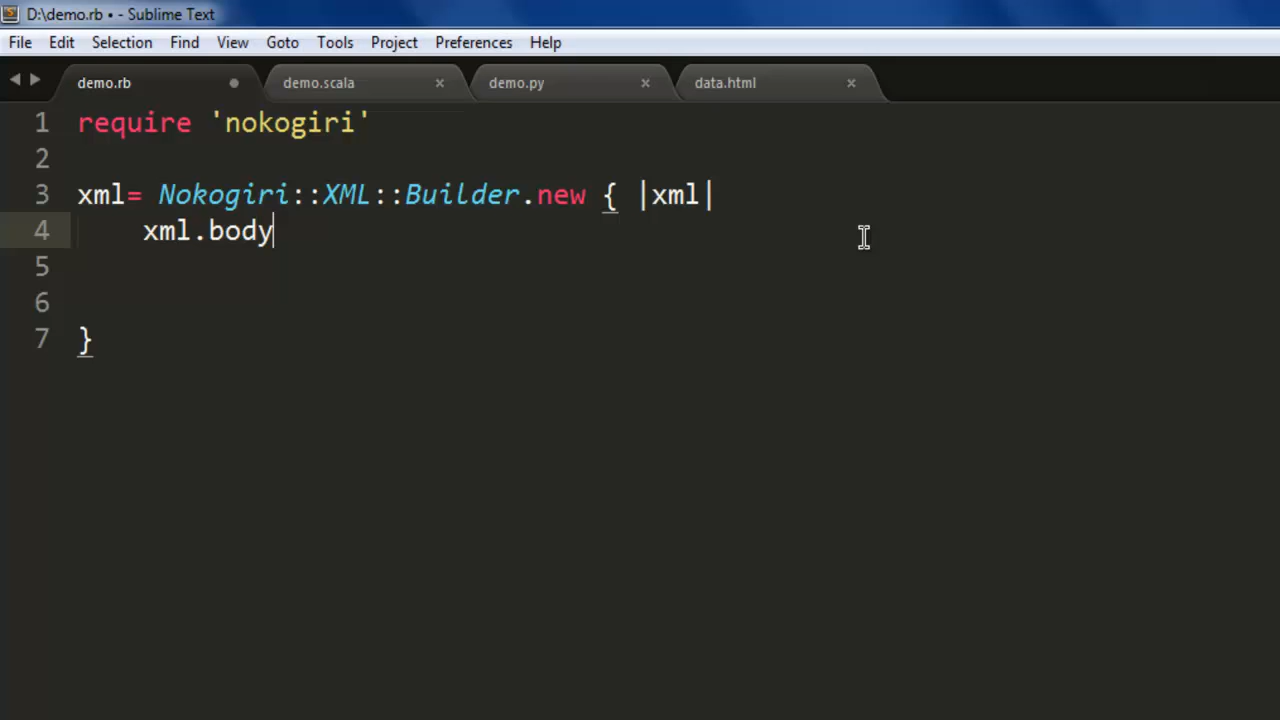 D:\demo.rb • - Sublime Text
File Edit Selection Find View Goto Tools Project Preferences Help
demo.rb demo.scala × demo.py × data.html ×
1 require 'nokogiri'
2
3 xml= Nokogiri::XML::Builder.new { |xml|
4     xml.body
5
6
7 }